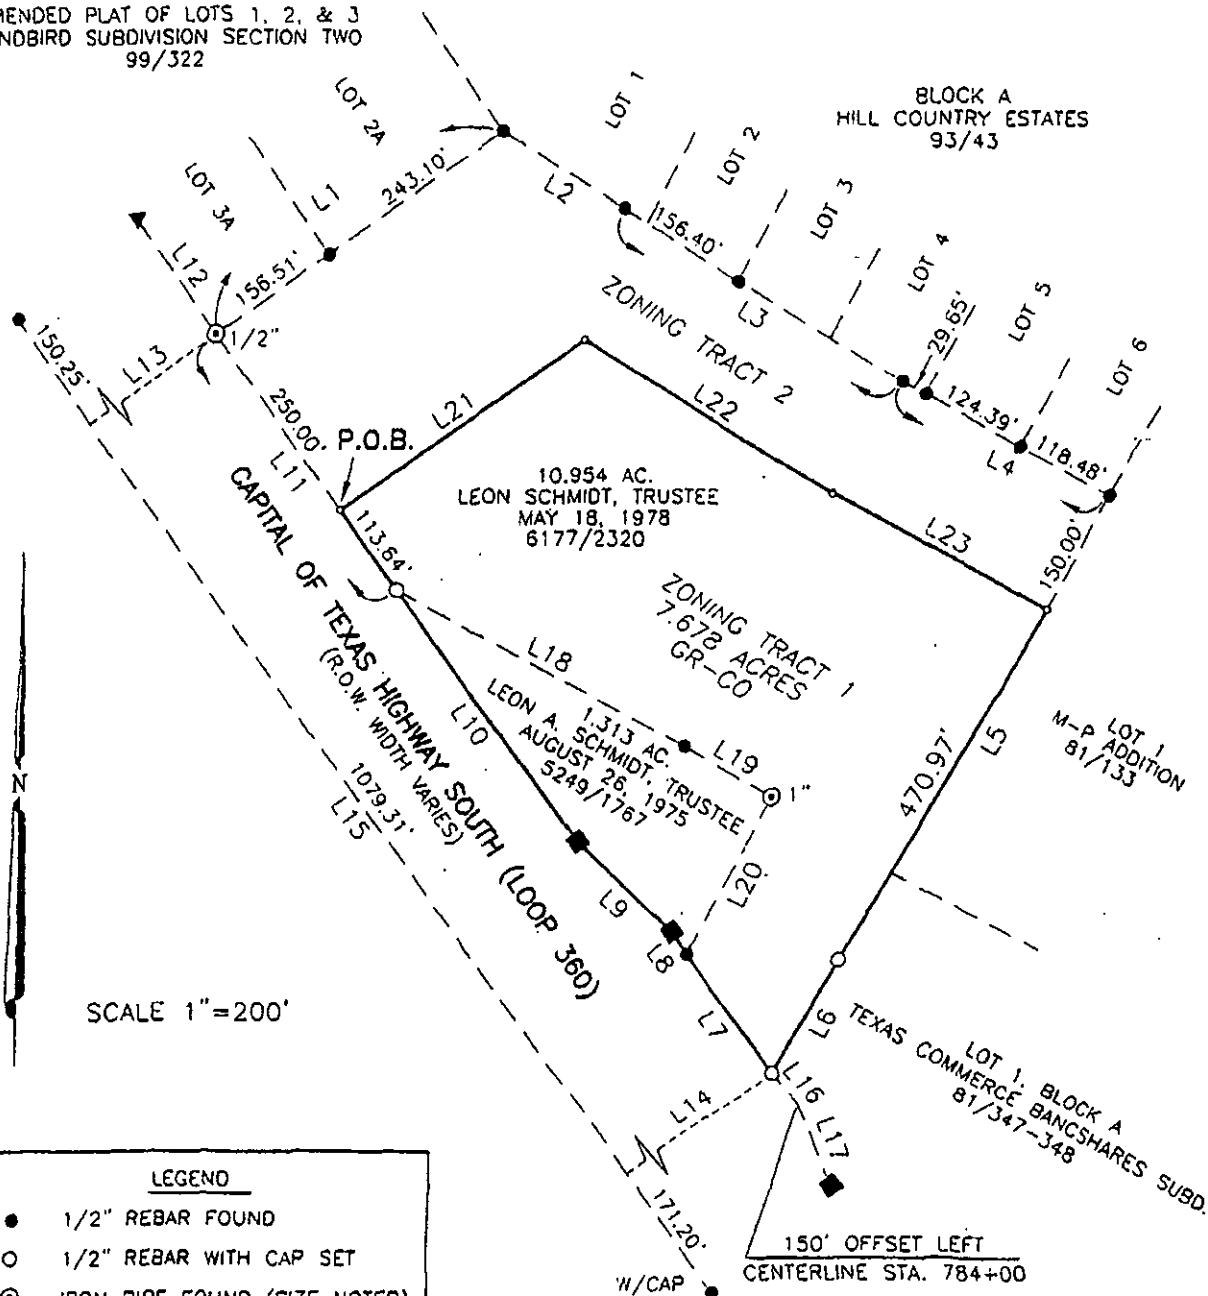 MENDED PLAT OF LOTS 1, 2, & 3
NDBIRD SUBDIVISION SECTION TWO
99/322
BLOCK A
HILL COUNTRY ESTATES
93/43
LOT 1
LOT 2
LOT 3
LOT 4
LOT 5
LOT 6
LOT 2A
LOT 3A
L1
243.10'
L2
156.40'
L3
29.65'
124.39'
L4
118.48'
L12
156.51'
1/2"
150.25'
L13
250.00'
L11
P.O.B.
L21
ZONING TRACT 2
L22
L23
150.00'
10.954 AC.
LEON SCHMIDT, TRUSTEE
MAY 18, 1978
6177/2320
113.64'
ZONING TRACT 1
7.678 ACRES
GR-CO
L18
LEON A. SCHMIDT, TRUSTEE
1.313 AC.
AUGUST 26, 1975
5249/1767
L19
1"
L20
L10
CAPITAL OF TEXAS HIGHWAY SOUTH (LOOP 360)
(R.O.W. WIDTH VARIES)
1079.31'
L15
L9
L8
L7
470.97'
L5
LOT 1
M-P ADDITION
81/133
L6
LOT 1, BLOCK A
TEXAS COMMERCE BANCSHARES SUBD.
81/347-348
L16
L17
L14
171.20'
150' OFFSET LEFT
CENTERLINE STA. 784+00
W/CAP
N
SCALE 1"=200'
LEGEND
1/2" REBAR FOUND
1/2" REBAR WITH CAP SET
IRON PIPE FOUND (SIZE NOTED)